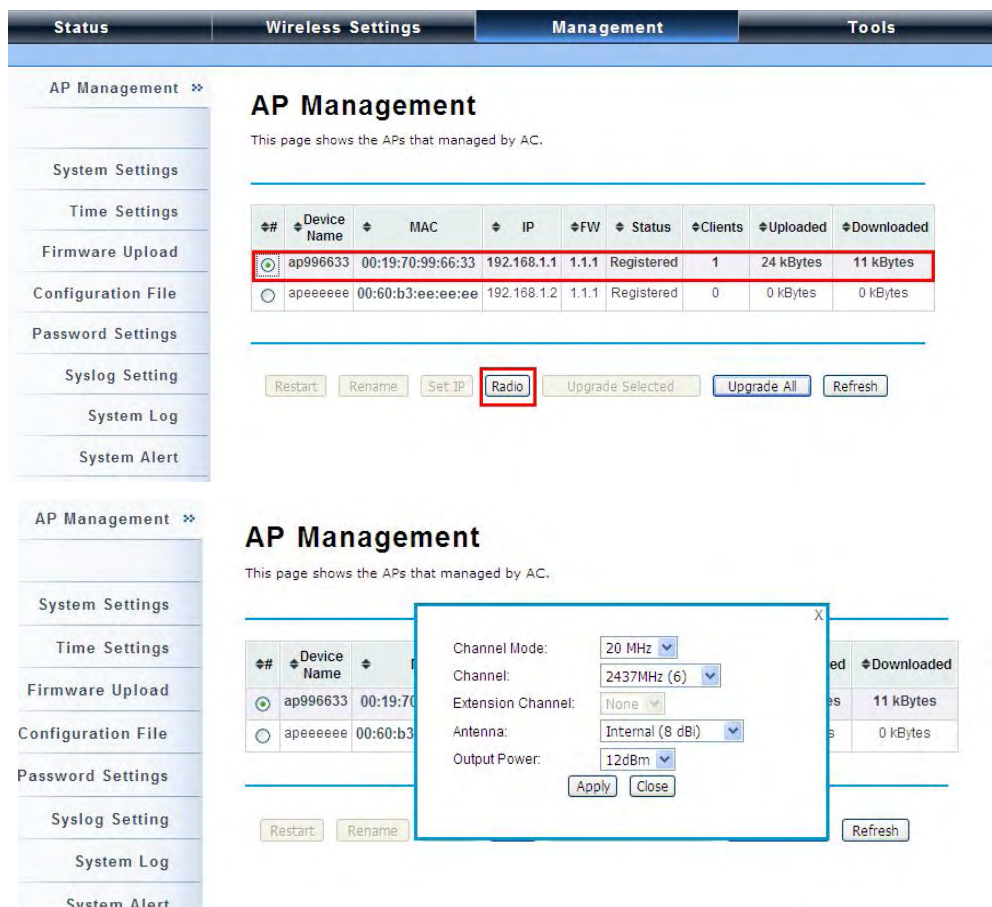 Status Wireless Settings Management Tools
AP Management »
AP Management
This page shows the APs that managed by AC.
System Settings
Time Settings
Firmware Upload
Configuration File
Password Settings
Syslog Setting
System Log
System Alert
# Device Name MAC IP FW Status Clients Uploaded Downloaded
ap996633 00:19:70:99:66:33 192.168.1.1 1.1.1 Registered 1 24 kBytes 11 kBytes
apeeeeee 00:60:b3:ee:ee:ee 192.168.1.2 1.1.1 Registered 0 0 kBytes 0 kBytes
Restart Rename Set IP Radio Upgrade Selected Upgrade All Refresh
AP Management »
AP Management
This page shows the APs that managed by AC.
System Settings
Time Settings
Firmware Upload
Configuration File
Password Settings
Syslog Setting
System Log
System Alert
# Device Name ed Downloaded
ap996633 00:19:70 es 11 kBytes
apeeeeee 00:60:b3 s 0 kBytes
X
Channel Mode: 20 MHz
Channel: 2437MHz (6)
Extension Channel: None
Antenna: Internal (8 dBi)
Output Power: 12dBm
Apply Close
Restart Rename Refresh